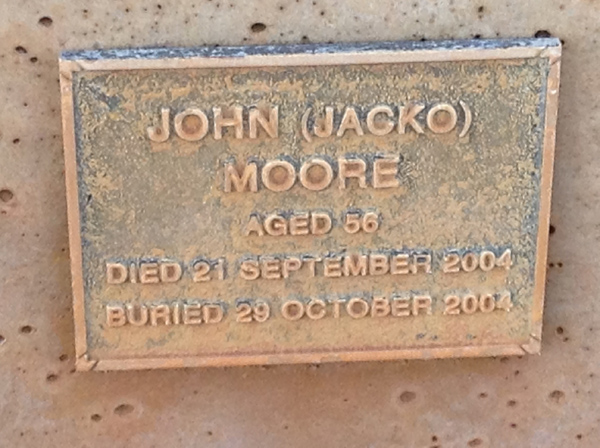 JOHN (JACKO)
MOORE
AGED 56
DIED 21 SEPTEMBER 2004
BURIED 29 OCTOBER 2004